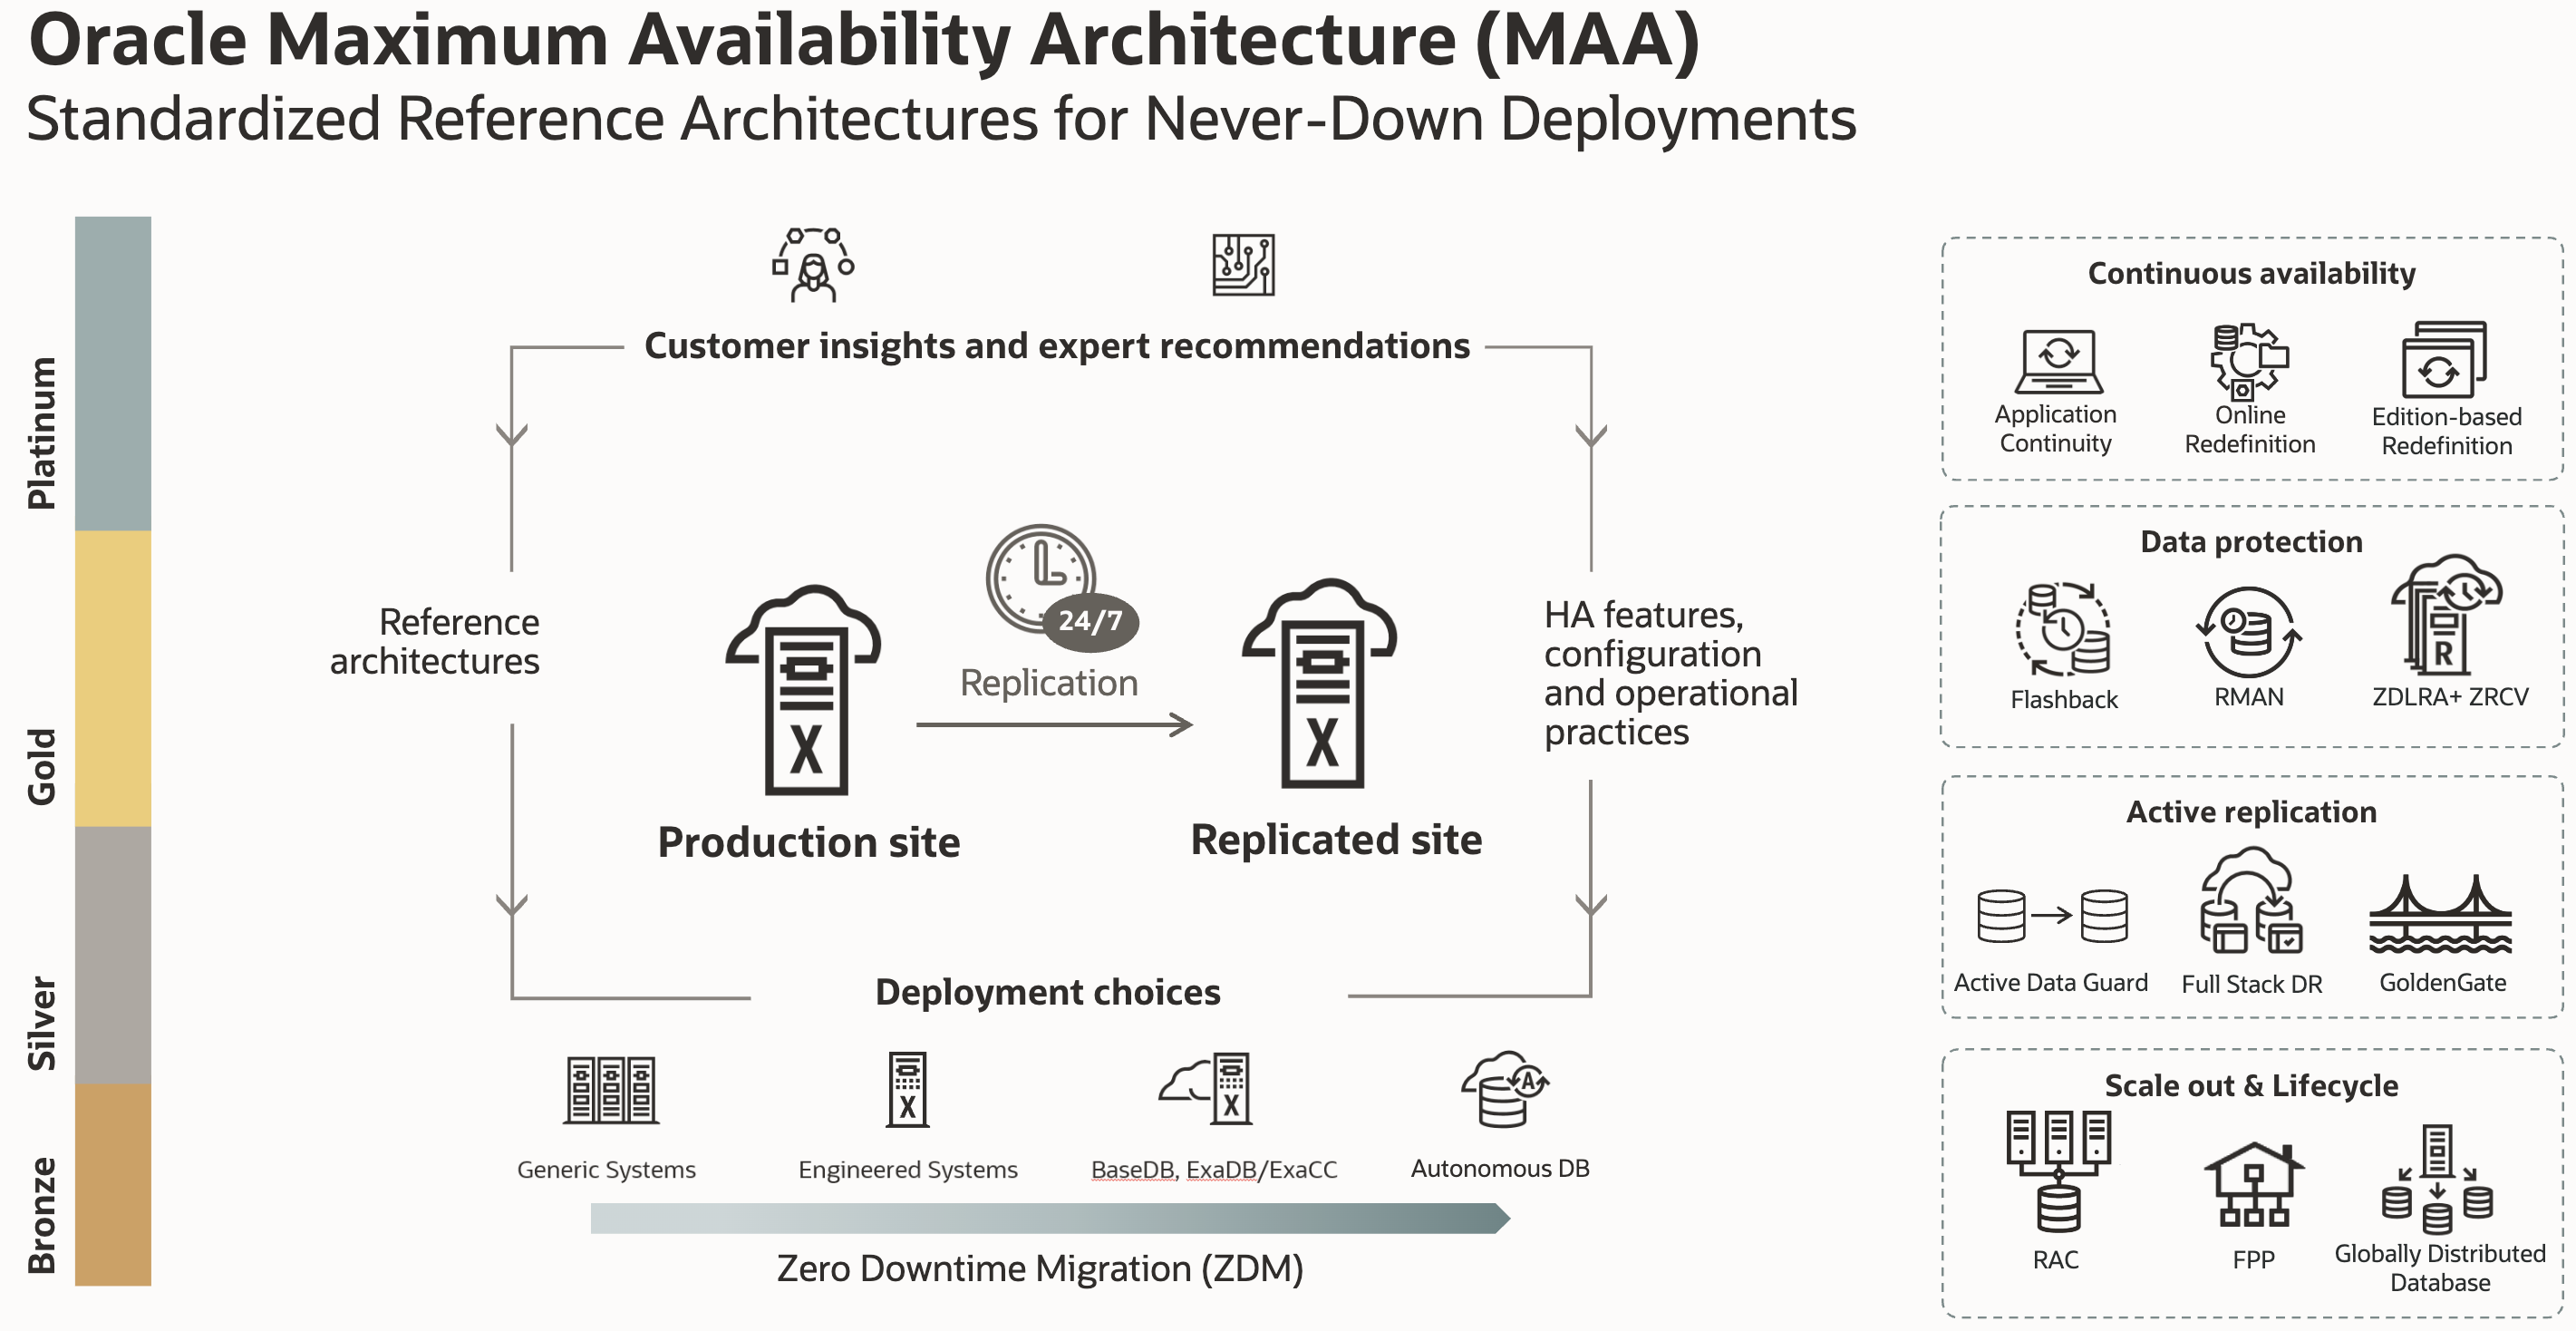 Oracle Maximum Availability Architecture (MAA)
Standardized Reference Architectures for Never-Down Deployments
Platinum
Gold
Silver
Bronze
Customer insights and expert recommendations
Reference
architectures
24/7
Replication
X
X
Production site
Replicated site
HA features,
configuration
and operational
practices
Deployment choices
X
X
A
Generic Systems
Engineered Systems
BaseDB, ExaDB/ExaCC
Autonomous DB
Zero Downtime Migration (ZDM)
Continuous availability
Application
Continuity
Online
Redefinition
Edition-based
Redefinition
Data protection
R
Flashback
RMAN
ZDLRA+ ZRCV
Active replication
Active Data Guard
Full Stack DR
GoldenGate
Scale out & Lifecycle
RAC
FPP
Globally Distributed
Database